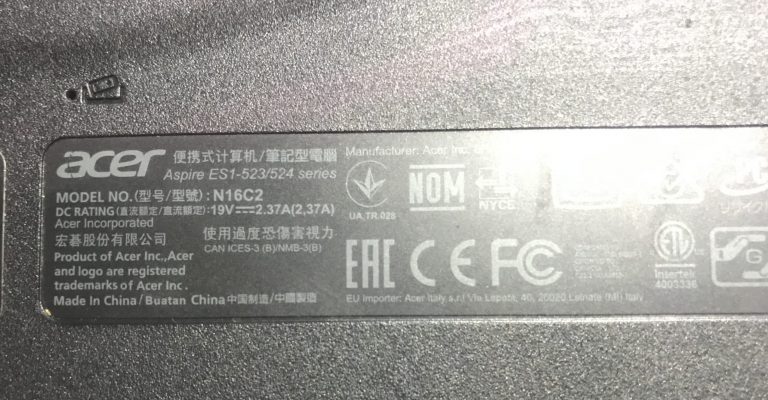 acer 便携式计算机/筆記型電腦
Aspire ES1-523/524 series
MODEL NO.(型号/型號) : N16C2
DC RATING(直流額定/直流額定):19V⎓2.37A(2,37A)
Acer Incorporated
宏碁股份有限公司
使用過度恐傷害視力
CAN ICES-3 (B)/NMB-3(B)
Product of Acer Inc.,Acer
and logo are registered
trademarks of Acer Inc .
Made in China / Buatan China 中国制造/中國製造
Manufacturer: Acer Inc.
UA.TR.028
NOM
NYCE
EAC CE FC
Intertek
4003336
G
EU Importer: Acer Italy s.r.l Via Lepetit, 40, 20020 Lainate (MI) Italy